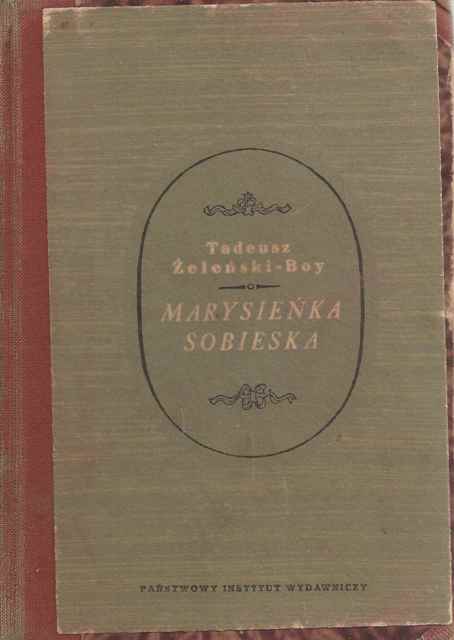 Tadeusz
Żeleński-Boy
MARYSIEŃKA
SOBIESKA
PAŃSTWOWY INSTYTUT WYDAWNICZY